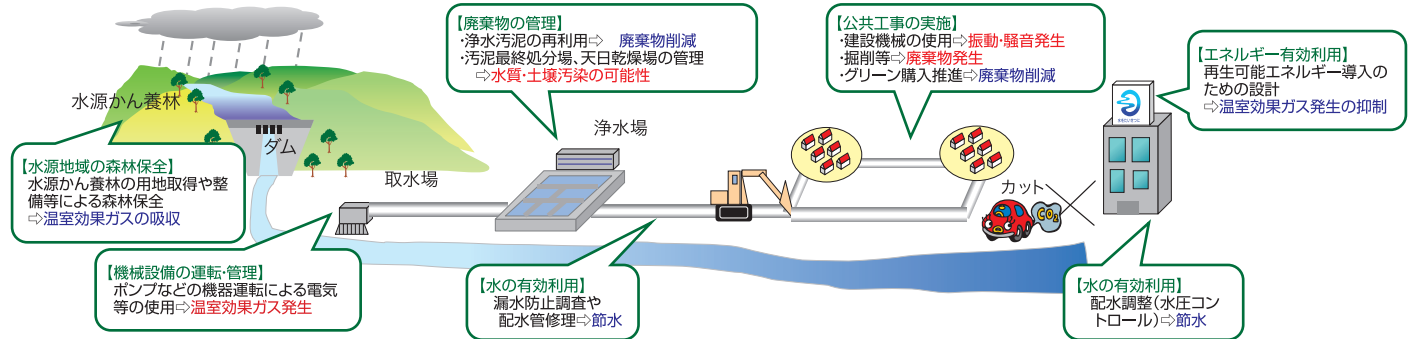 【廃棄物の管理】
・浄水汚泥の再利用⇨　廃棄物削減
・汚泥最終処分場、天日乾燥場の管理
⇨水質・土壌汚染の可能性
【公共工事の実施】
・建設機械の使用⇨振動・騒音発生
・掘削等⇨廃棄物発生
・グリーン購入推進⇨廃棄物削減
【エネルギー有効利用】
再生可能エネルギー導入の
ための設計
⇨温室効果ガス発生の抑制
水源かん養林
ダム
浄水場
取水場
カット
CO2
【水源地域の森林保全】
水源かん養林の用地取得や整
備等による森林保全
⇨温室効果ガスの吸収
【機械設備の運転・管理】
ポンプなどの機器運転による電気
等の使用⇨温室効果ガス発生
【水の有効利用】
漏水防止調査や
配水管修理⇨節水
【水の有効利用】
配水調整（水圧コン
トロール）⇨節水